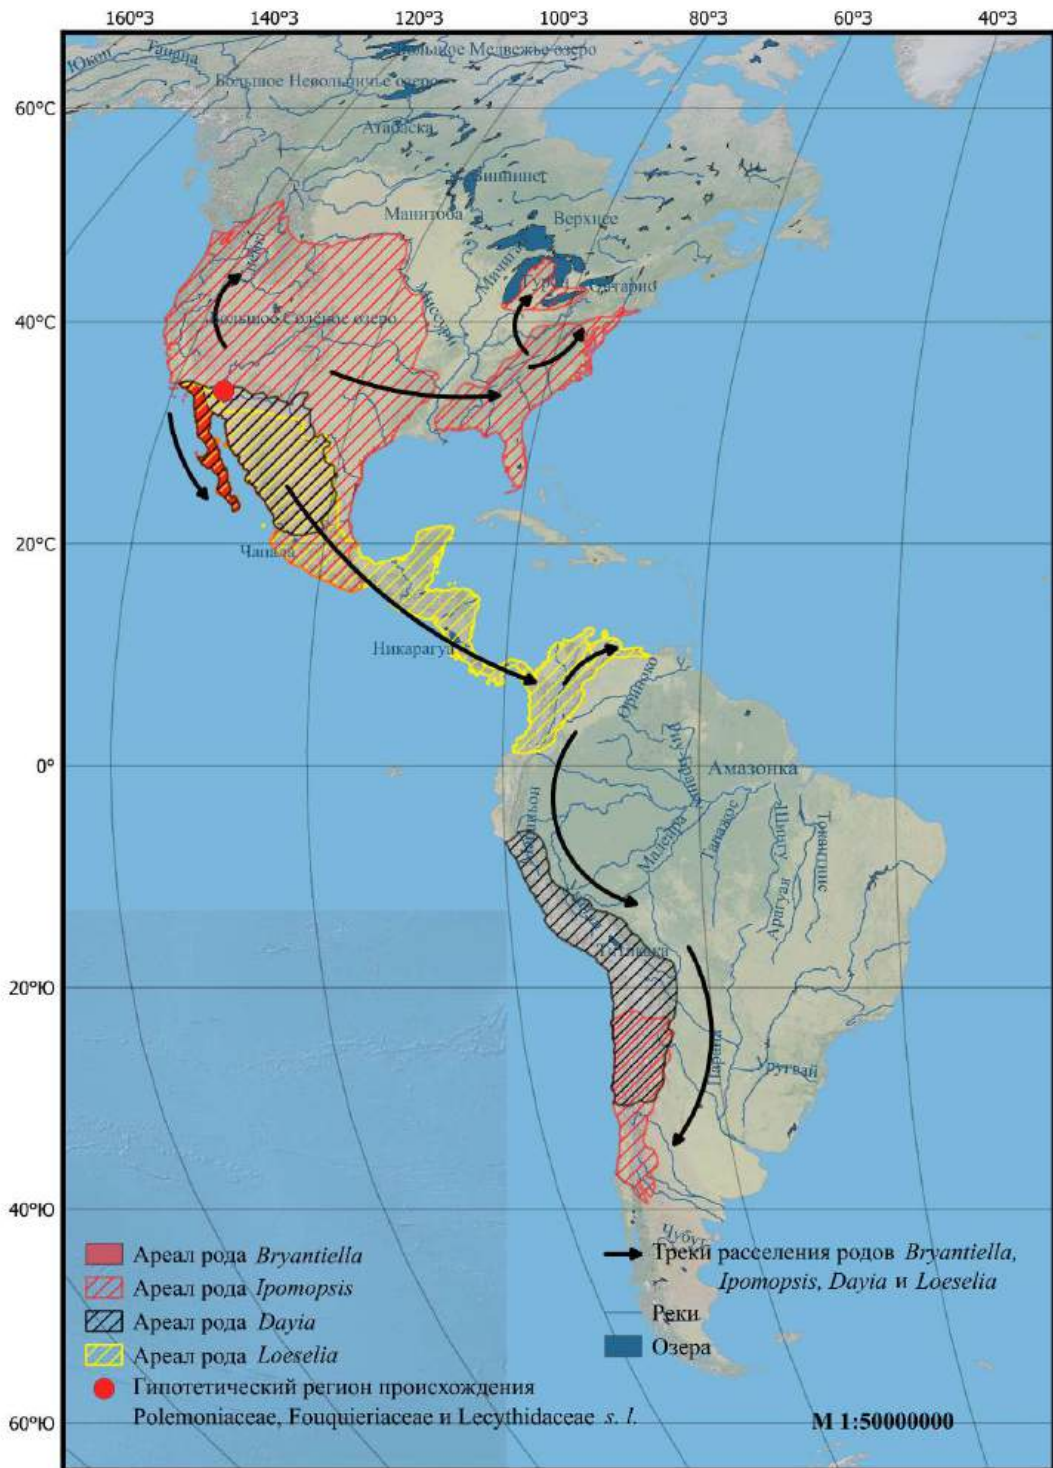 160°З 140°З 120°З 100°З 80°З 60°З 40°З
Большое Медвежье озеро
Юкон Танана
Большое Невольничье озеро
60°С
Атабаска
Виннипег
Манитоба Верхнее
Мичиган
Гурон Онтарио
Миссури
40°С Большое Солёное озеро
20°С
Чапала
Никарагуа
Ориноко
0° Амазонка
Мараньон
Мадейра
Тапажос
Шингу
Токантинс
Арагуая
Титикака
20°Ю
Парана
Уругвай
40°Ю
Чубут
Ареал рода Bryantiella
Ареал рода Ipomopsis
Ареал рода Dayia
Ареал рода Loeselia
Гипотетический регион происхождения
Polemoniaceae, Fouquieriaceae и Lecythidaceae s. l.
Треки расселения родов Bryantiella,
Ipomopsis, Dayia и Loeselia
Реки
Озера
60°Ю М 1:50000000